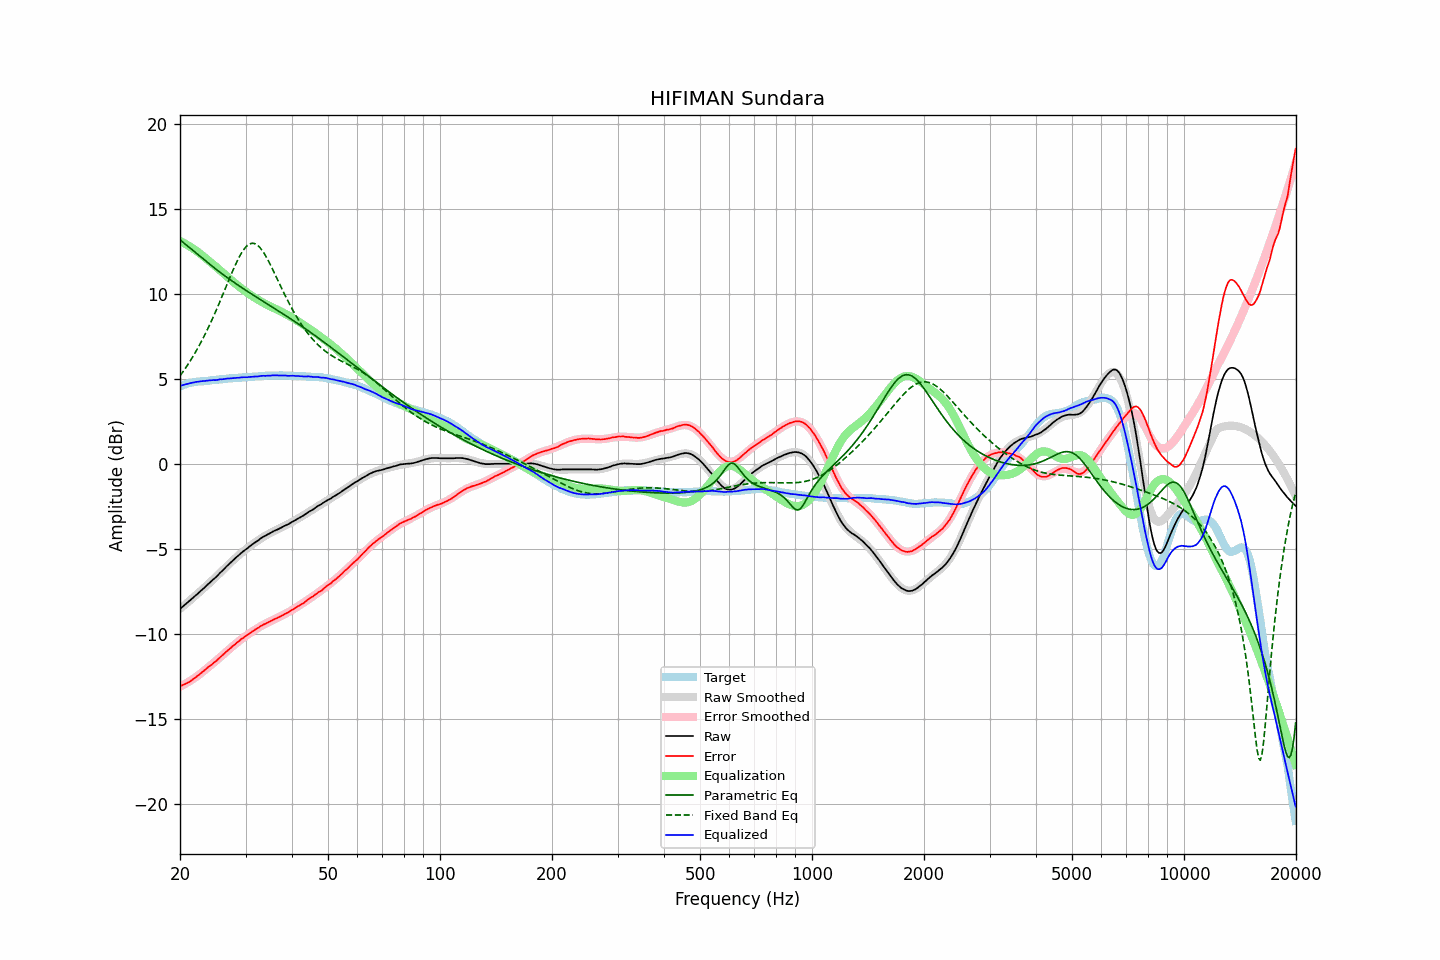 HIFIMAN Sundara
Amplitude (dBr)
20
15
10
5
0
−5
−10
−15
−20
Target
Raw Smoothed
Error Smoothed
Raw
Error
Equalization
Parametric Eq
Fixed Band Eq
Equalized
20 50 100 200 500 1000 2000 5000 10000 20000
Frequency (Hz)